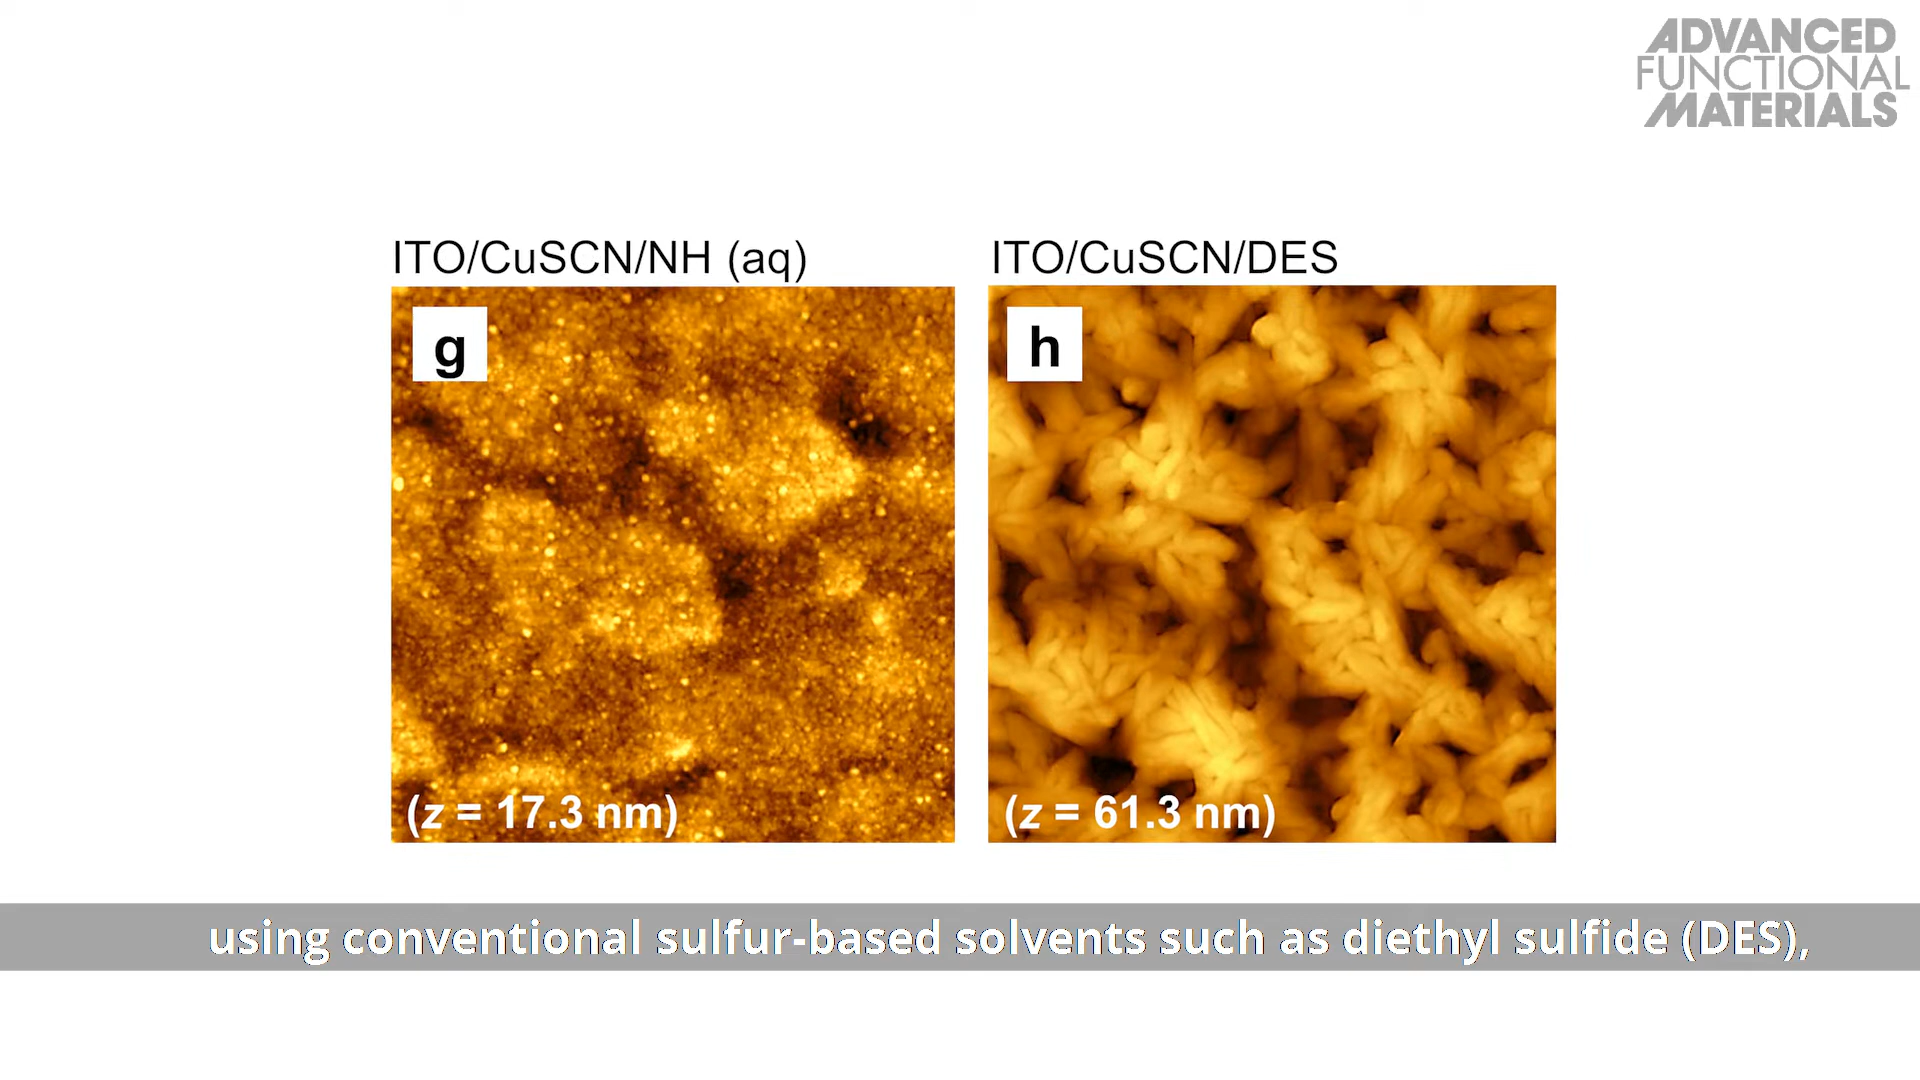 ADVANCED
FUNCTIONAL
MATERIALS
ITO/CuSCN/NH (aq)
ITO/CuSCN/DES
g
h
(z = 17.3 nm)
(z = 61.3 nm)
using conventional sulfur-based solvents such as diethyl sulfide (DES),